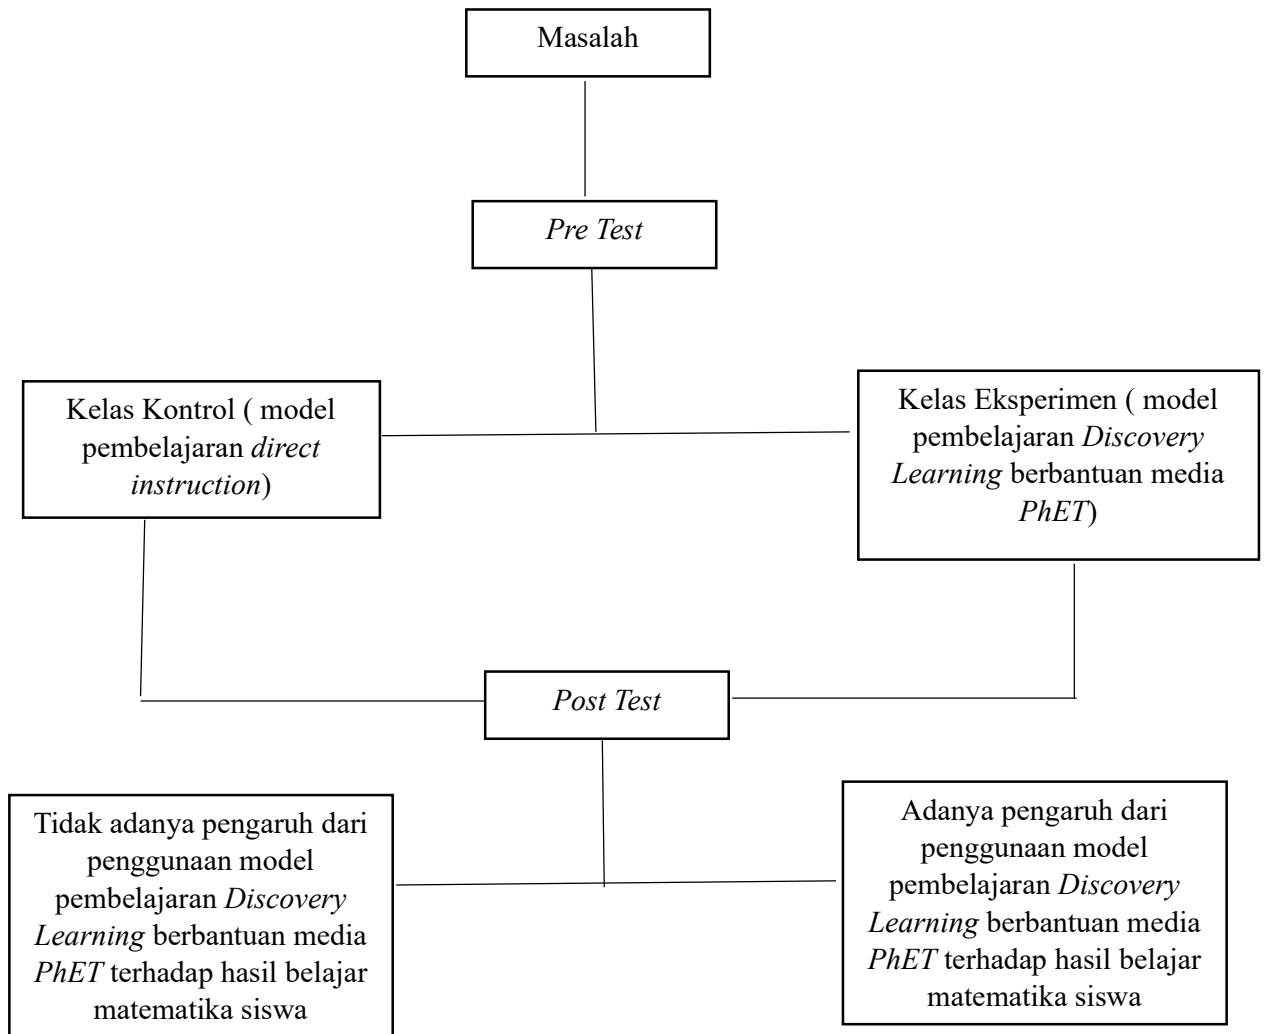 Masalah
Pre Test
Kelas Kontrol ( model
pembelajaran direct
instruction)
Kelas Eksperimen ( model
pembelajaran Discovery
Learning berbantuan media
PhET)
Post Test
Tidak adanya pengaruh dari
penggunaan model
pembelajaran Discovery
Learning berbantuan media
PhET terhadap hasil belajar
matematika siswa
Adanya pengaruh dari
penggunaan model
pembelajaran Discovery
Learning berbantuan media
PhET terhadap hasil belajar
matematika siswa